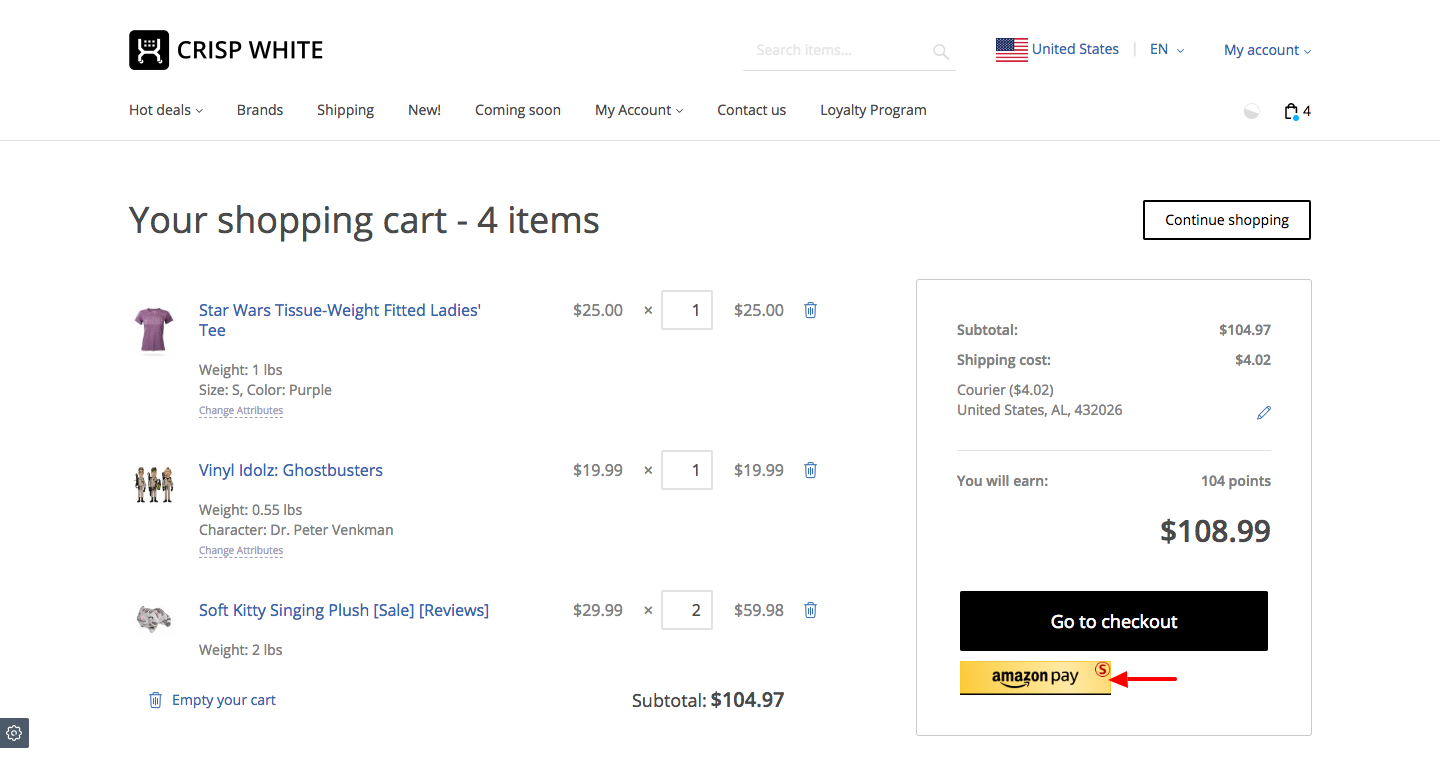 CRISP WHITE
Search items...
United States
EN
My account
Hot deals
Brands
Shipping
New!
Coming soon
My Account
Contact us
Loyalty Program
4
Your shopping cart - 4 items
Continue shopping
Star Wars Tissue-Weight Fitted Ladies'
Tee
$25.00 × 1 $25.00
Weight: 1 lbs
Size: S, Color: Purple
Change Attributes
Vinyl Idolz: Ghostbusters
$19.99 × 1 $19.99
Weight: 0.55 lbs
Character: Dr. Peter Venkman
Change Attributes
Soft Kitty Singing Plush [Sale] [Reviews]
$29.99 × 2 $59.98
Weight: 2 lbs
Empty your cart
Subtotal: $104.97
Subtotal: $104.97
Shipping cost: $4.02
Courier ($4.02)
United States, AL, 432026
You will earn: 104 points
$108.99
Go to checkout
amazon pay
S